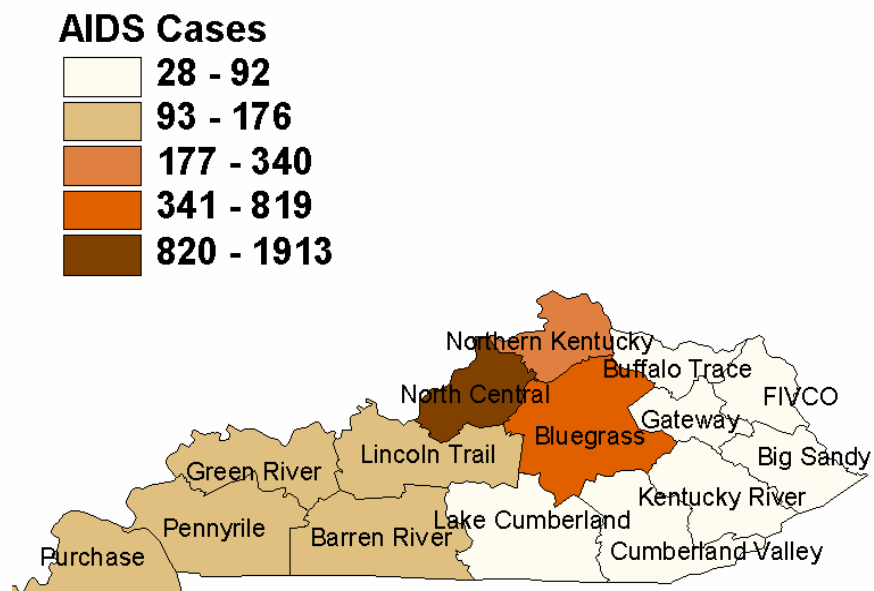 AIDS Cases
28 - 92
93 - 176
177 - 340
341 - 819
820 - 1913
Northern Kentucky
Buffalo Trace
North Central
FIVCO
Gateway
Bluegrass
Lincoln Trail
Big Sandy
Green River
Kentucky River
Lake Cumberland
Pennyrile
Barren River
Cumberland Valley
Purchase